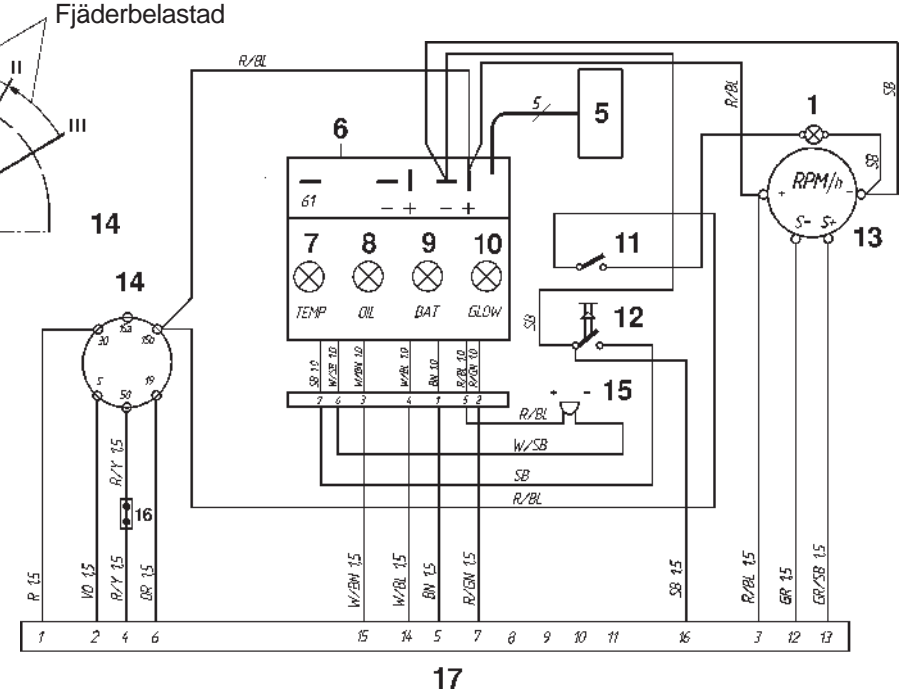 Fjäderbelastad
II
III
14
R/BL
5
5
6
R/BL
1
SB
SB
RPM/h
+ -
S- S+
13
61
- + - +
7 8 9 10
TEMP OIL BAT GLOW
11
SB
12
14
30 15a
5 50 19
SB 1.0
W/SB 1.0
W/BN 1.0
W/BL 1.0
BN 1.0
R/BL 1.0
R/GN 1.0
7 6 3 4 1 5 2
+ - 15
R/BL
W/SB
SB
R/BL
R/Y 1,5
16
R 1,5
VO 1,5
R/Y 1,5
OR 1,5
W/BN 1,5
W/BL 1,5
BN 1,5
R/GN 1,5
SB 1,5
R/BL 1,5
GR 1,5
GR/SB 1,5
1 2 4 6 15 14 5 7 8 9 10 11 16 3 12 13
17